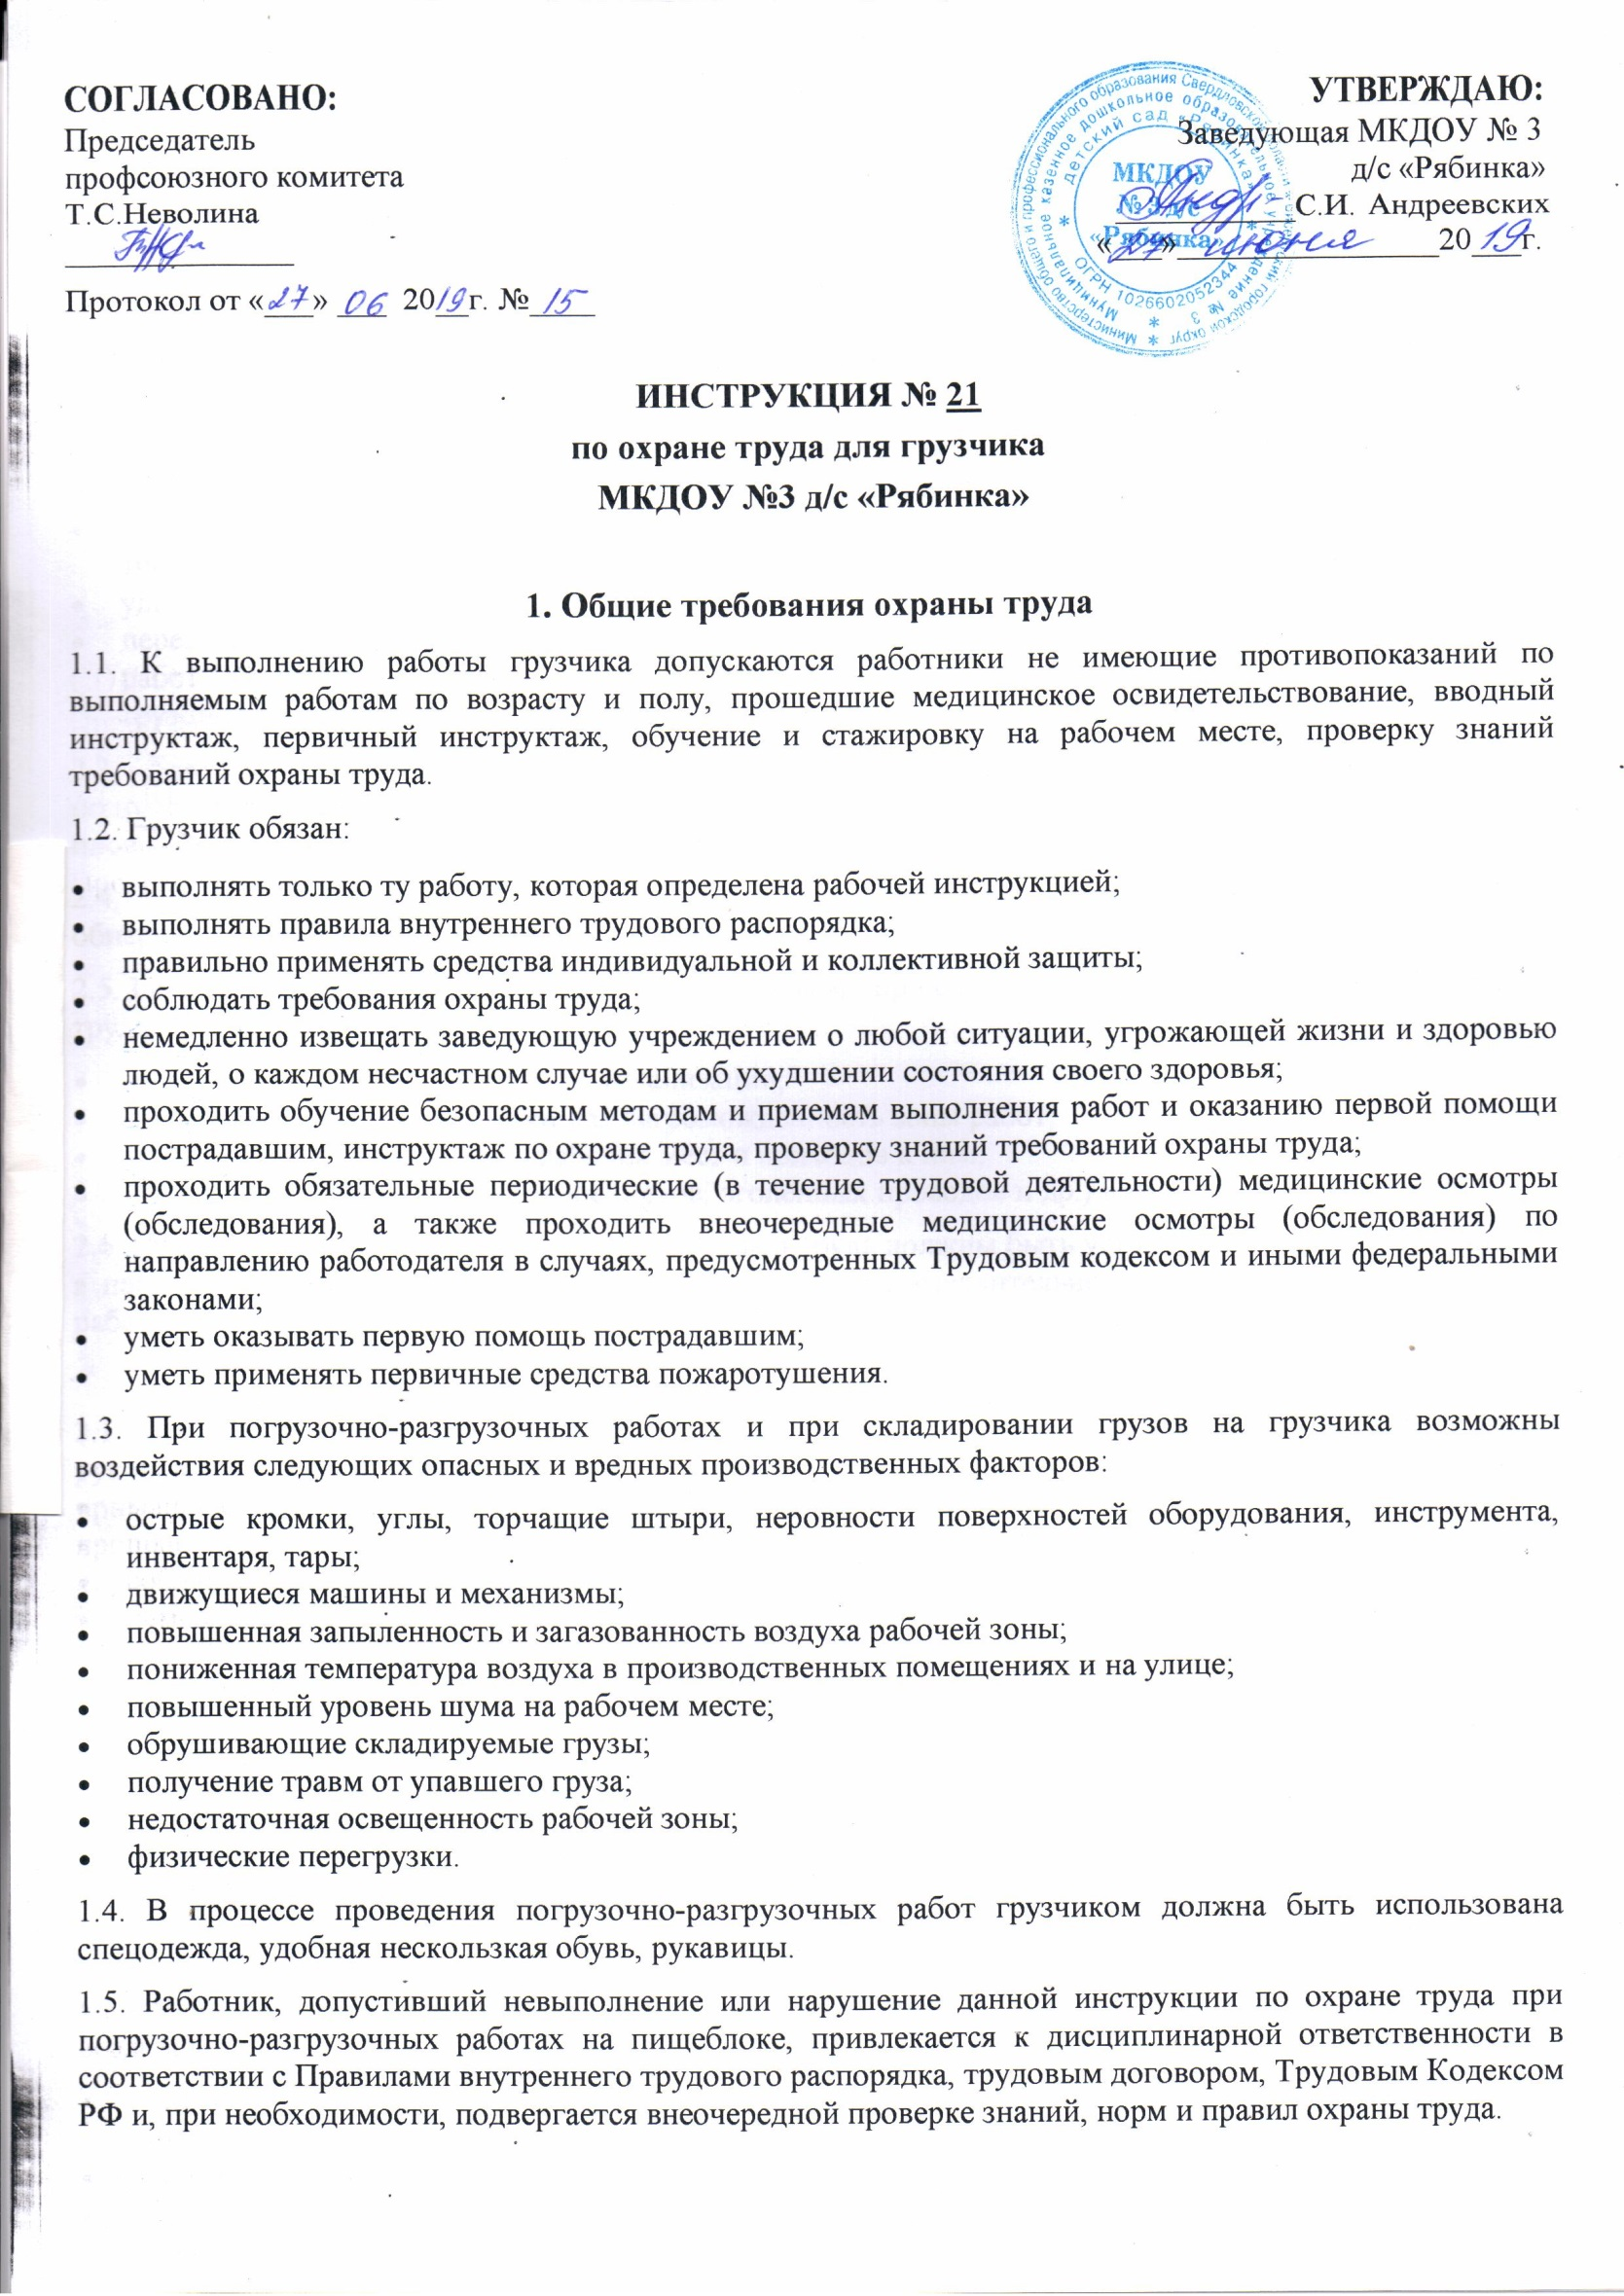 СОГЛАСОВАНО:
Председатель
профсоюзного комитета
Т.С.Неволина
Протокол от «27» 06 2019г. № 15
УТВЕРЖДАЮ:
Заведующая МКДОУ № 3
д/с «Рябинка»
С.И. Андреевских
«27» июня 2019г.
МКДОУ
№ 3 д/с
«Рябинка»
детский сад «Рябинка»
ОГРН 1026602052344
ИНСТРУКЦИЯ № 21
по охране труда для грузчика
МКДОУ №3 д/с «Рябинка»
1. Общие требования охраны труда
1.1. К выполнению работы грузчика допускаются работники не имеющие противопоказаний по
выполняемым работам по возрасту и полу, прошедшие медицинское освидетельствование, вводный
инструктаж, первичный инструктаж, обучение и стажировку на рабочем месте, проверку знаний
требований охраны труда.
1.2. Грузчик обязан:
• выполнять только ту работу, которая определена рабочей инструкцией;
• выполнять правила внутреннего трудового распорядка;
• правильно применять средства индивидуальной и коллективной защиты;
• соблюдать требования охраны труда;
• немедленно извещать заведующую учреждением о любой ситуации, угрожающей жизни и здоровью
людей, о каждом несчастном случае или об ухудшении состояния своего здоровья;
• проходить обучение безопасным методам и приемам выполнения работ и оказанию первой помощи
пострадавшим, инструктаж по охране труда, проверку знаний требований охраны труда;
• проходить обязательные периодические (в течение трудовой деятельности) медицинские осмотры
(обследования), а также проходить внеочередные медицинские осмотры (обследования) по
направлению работодателя в случаях, предусмотренных Трудовым кодексом и иными федеральными
законами;
• уметь оказывать первую помощь пострадавшим;
• уметь применять первичные средства пожаротушения.
1.3. При погрузочно-разгрузочных работах и при складировании грузов на грузчика возможны
воздействия следующих опасных и вредных производственных факторов:
• острые кромки, углы, торчащие штыри, неровности поверхностей оборудования, инструмента,
инвентаря, тары;
• движущиеся машины и механизмы;
• повышенная запыленность и загазованность воздуха рабочей зоны;
• пониженная температура воздуха в производственных помещениях и на улице;
• повышенный уровень шума на рабочем месте;
• обрушивающие складируемые грузы;
• получение травм от упавшего груза;
• недостаточная освещенность рабочей зоны;
• физические перегрузки.
1.4. В процессе проведения погрузочно-разгрузочных работ грузчиком должна быть использована
спецодежда, удобная нескользкая обувь, рукавицы.
1.5. Работник, допустивший невыполнение или нарушение данной инструкции по охране труда при
погрузочно-разгрузочных работах на пищеблоке, привлекается к дисциплинарной ответственности в
соответствии с Правилами внутреннего трудового распорядка, трудовым договором, Трудовым Кодексом
РФ и, при необходимости, подвергается внеочередной проверке знаний, норм и правил охраны труда.